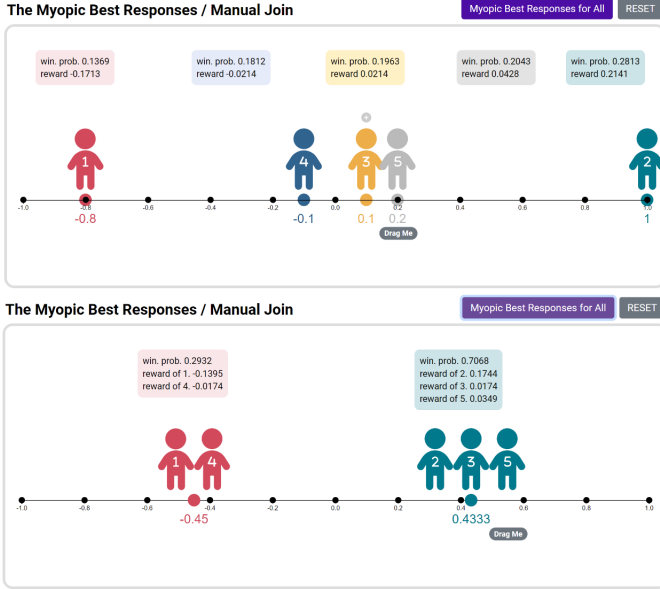 The Myopic Best Responses / Manual Join
Myopic Best Responses for All
RESET
win. prob. 0.1369
reward -0.1713
win. prob. 0.1812
reward -0.0214
win. prob. 0.1963
reward 0.0214
win. prob. 0.2043
reward 0.0428
win. prob. 0.2813
reward 0.2141
+
1
4
3
5
2
-1.0
-0.8
-0.6
-0.4
-0.2
0.0
0.2
0.4
0.6
0.8
1.0
-0.8
-0.1
0.1
0.2
1
Drag Me
The Myopic Best Responses / Manual Join
Myopic Best Responses for All
RESET
win. prob. 0.2932
reward of 1. -0.1395
reward of 4. -0.0174
win. prob. 0.7068
reward of 2. 0.1744
reward of 3. 0.0174
reward of 5. 0.0349
1
4
2
3
5
-1.0
-0.8
-0.6
-0.4
-0.2
0.0
0.2
0.4
0.6
0.8
1.0
-0.45
0.4333
Drag Me